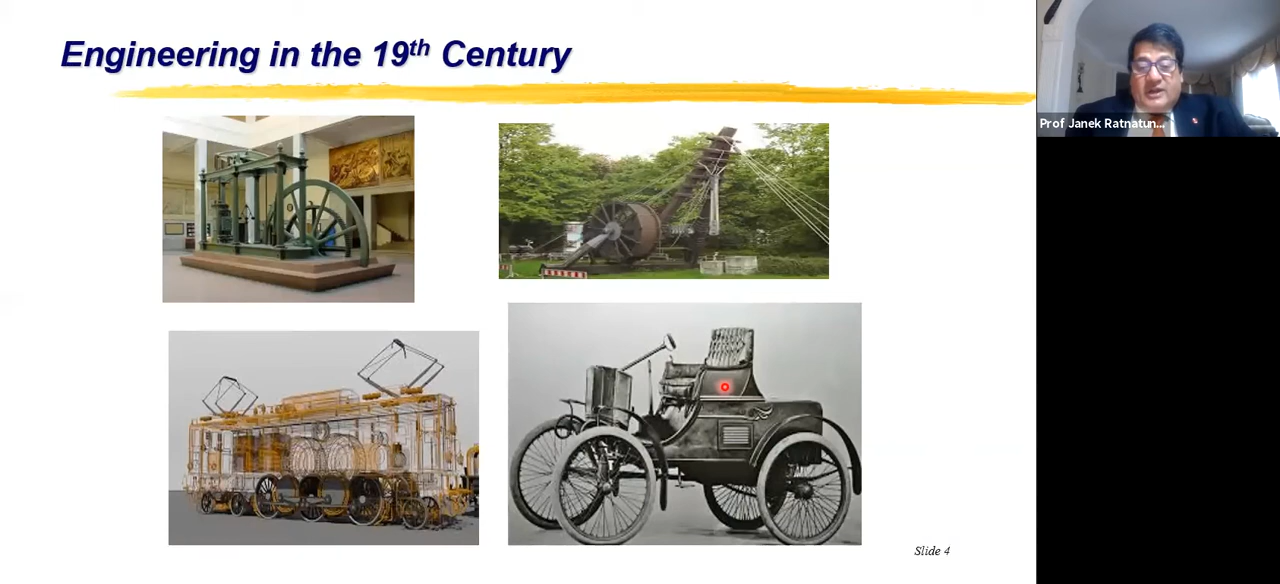 Engineering in the 19th Century
Prof Janek Ratnatun...
Slide 4